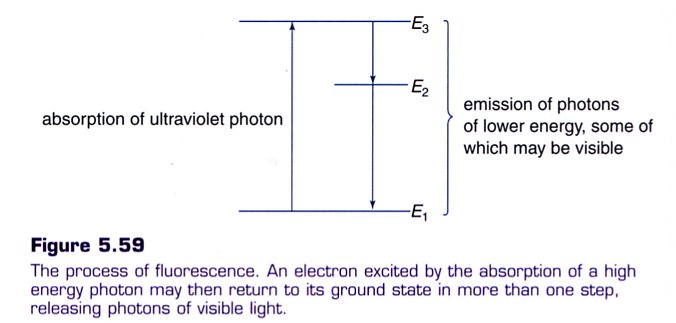 E3
E2
absorption of ultraviolet photon
emission of photons
of lower energy, some of
which may be visible
E1
Figure 5.59
The process of fluorescence. An electron excited by the absorption of a high
energy photon may then return to its ground state in more than one step,
releasing photons of visible light.